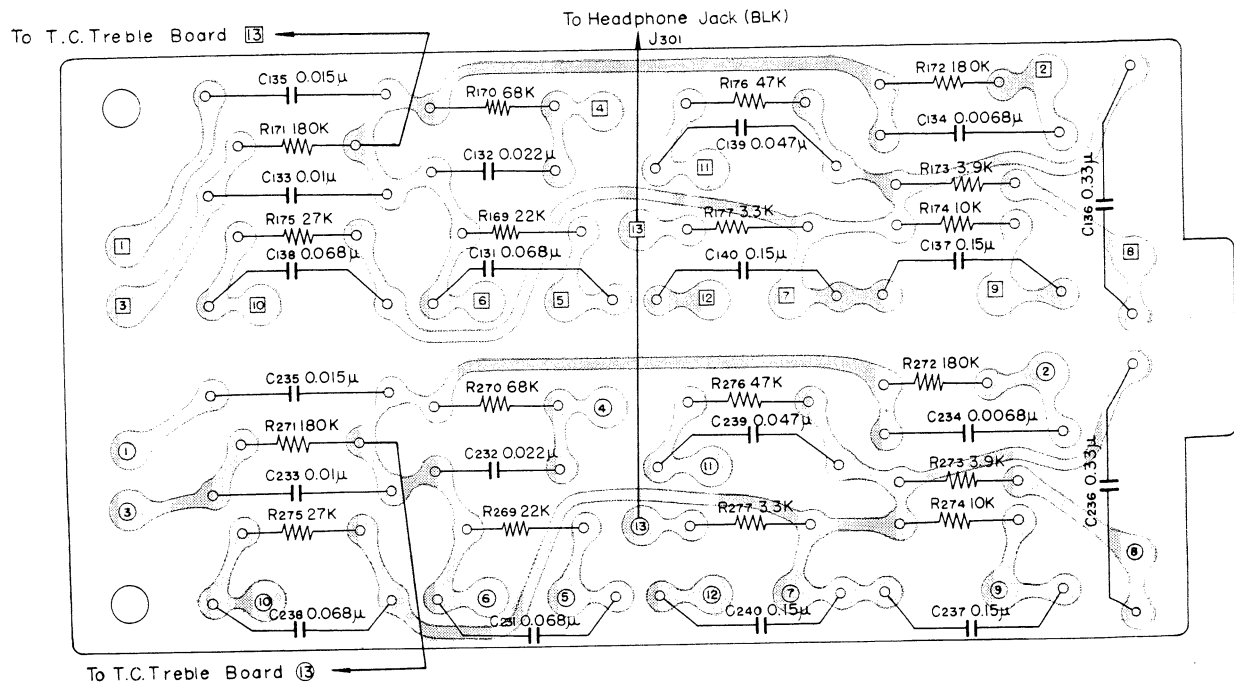 To Headphone Jack (BLK)
To T.C. Treble Board 13
J301
C135 0.015μ
R170 68K
4
R176 47K
R172 180K
2
R171 180K
C139 0.047μ
C134 0.0068μ
C132 0.022μ
11
C133 0.01μ
R173 3.9K
C136 0.33μ
R175 27K
R169 22K
13
R177 3.3K
R174 10K
1
C138 0.068μ
C131 0.068μ
C140 0.15μ
C137 0.15μ
8
3
10
6
5
12
7
9
C235 0.015μ
R270 68K
4
R276 47K
R272 180K
2
R271 180K
C239 0.047μ
C234 0.0068μ
1
C232 0.022μ
11
C233 0.01μ
R273 3.9K
C236 0.33μ
3
R275 27K
R269 22K
13
R277 3.3K
R274 10K
8
10
6
5
12
7
9
C238 0.068μ
C231 0.068μ
C240 0.15μ
C237 0.15μ
To T.C. Treble Board 13